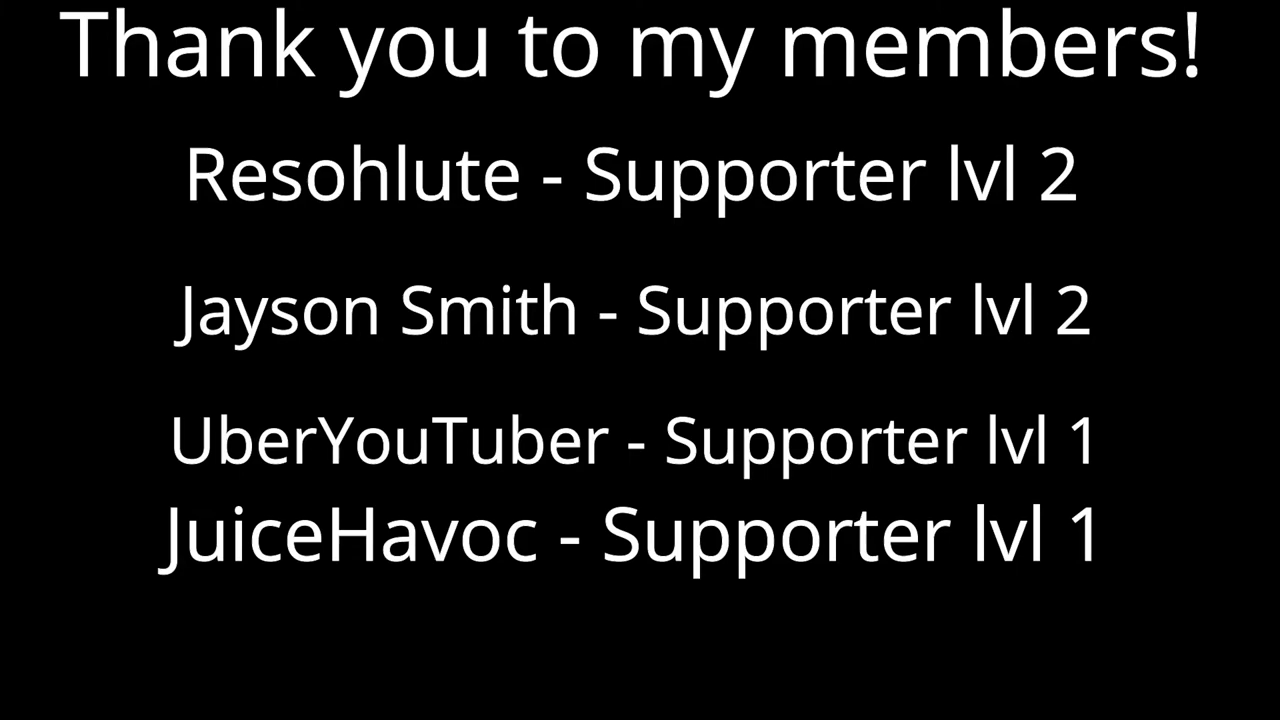 Thank you to my members!
Resohlute - Supporter lvl 2
Jayson Smith - Supporter lvl 2
UberYouTuber - Supporter lvl 1
JuiceHavoc - Supporter lvl 1